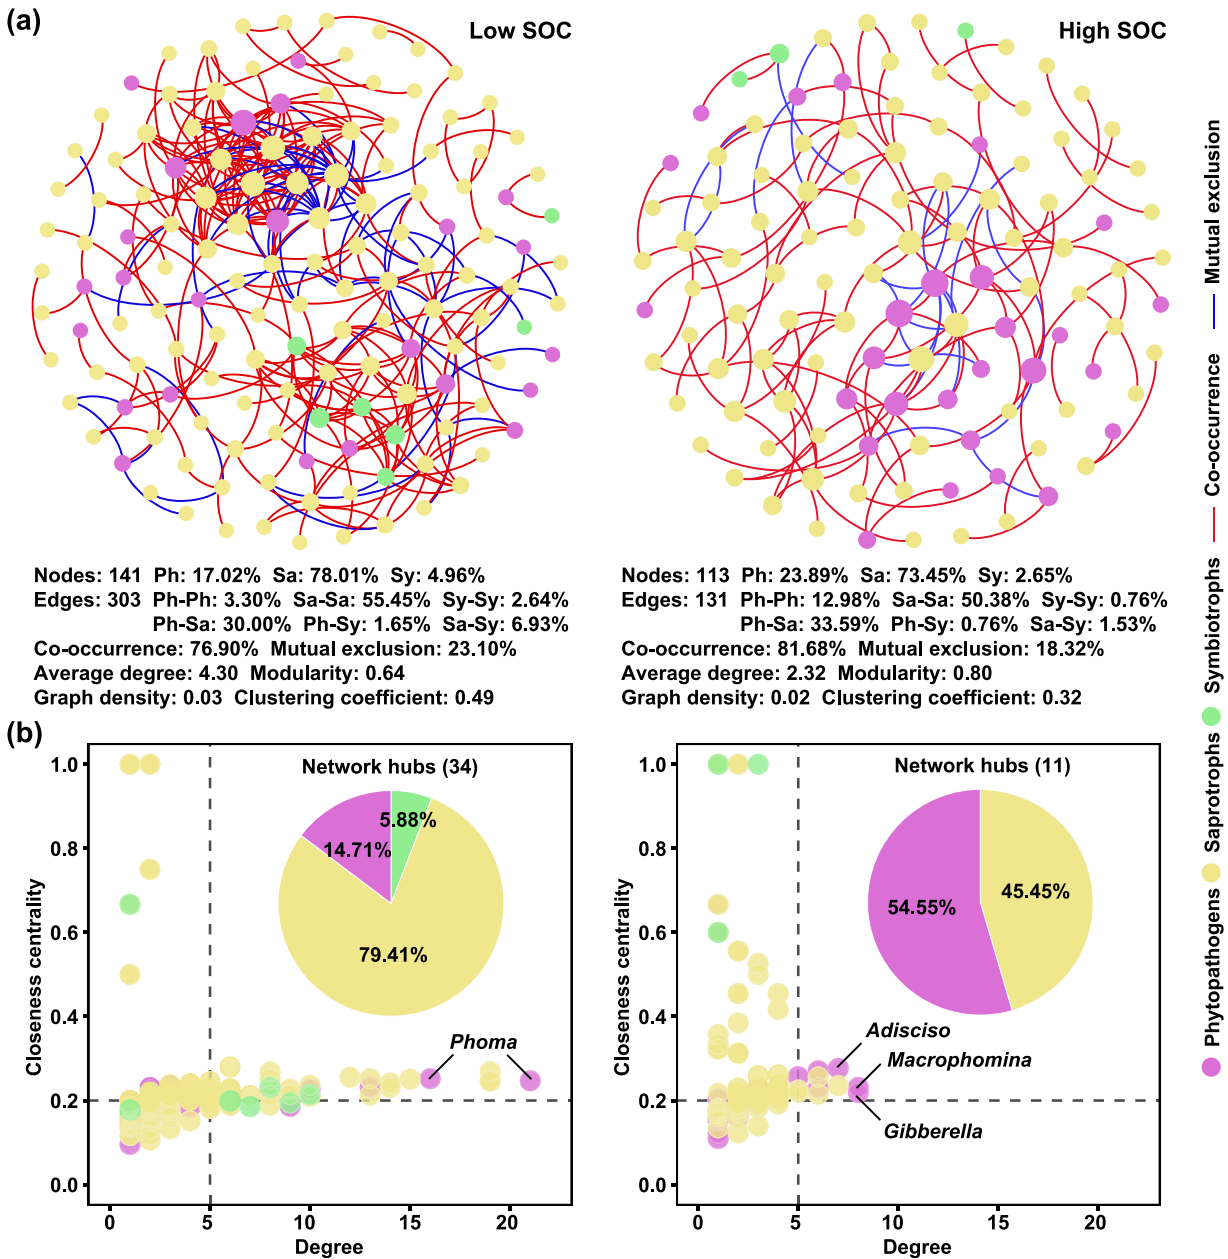 (a)
Low SOC
High SOC
Nodes: 141 Ph: 17.02% Sa: 78.01% Sy: 4.96%
Edges: 303 Ph-Ph: 3.30% Sa-Sa: 55.45% Sy-Sy: 2.64%
Ph-Sa: 30.00% Ph-Sy: 1.65% Sa-Sy: 6.93%
Co-occurrence: 76.90% Mutual exclusion: 23.10%
Average degree: 4.30 Modularity: 0.64
Graph density: 0.03 Clustering coefficient: 0.49
Nodes: 113 Ph: 23.89% Sa: 73.45% Sy: 2.65%
Edges: 131 Ph-Ph: 12.98% Sa-Sa: 50.38% Sy-Sy: 0.76%
Ph-Sa: 33.59% Ph-Sy: 0.76% Sa-Sy: 1.53%
Co-occurrence: 81.68% Mutual exclusion: 18.32%
Average degree: 2.32 Modularity: 0.80
Graph density: 0.02 Clustering coefficient: 0.32
(b)
Closeness centrality
1.0
0.8
0.6
0.4
0.2
0.0
Network hubs (34)
5.88%
14.71%
79.41%
Phoma
0 5 10 15 20
Degree
Closeness centrality
1.0
0.8
0.6
0.4
0.2
0.0
Network hubs (11)
54.55%
45.45%
Adisciso
Macrophomina
Gibberella
0 5 10 15 20
Degree
Phytopathogens Saprotrophs Symbiotrophs Co-occurrence Mutual exclusion